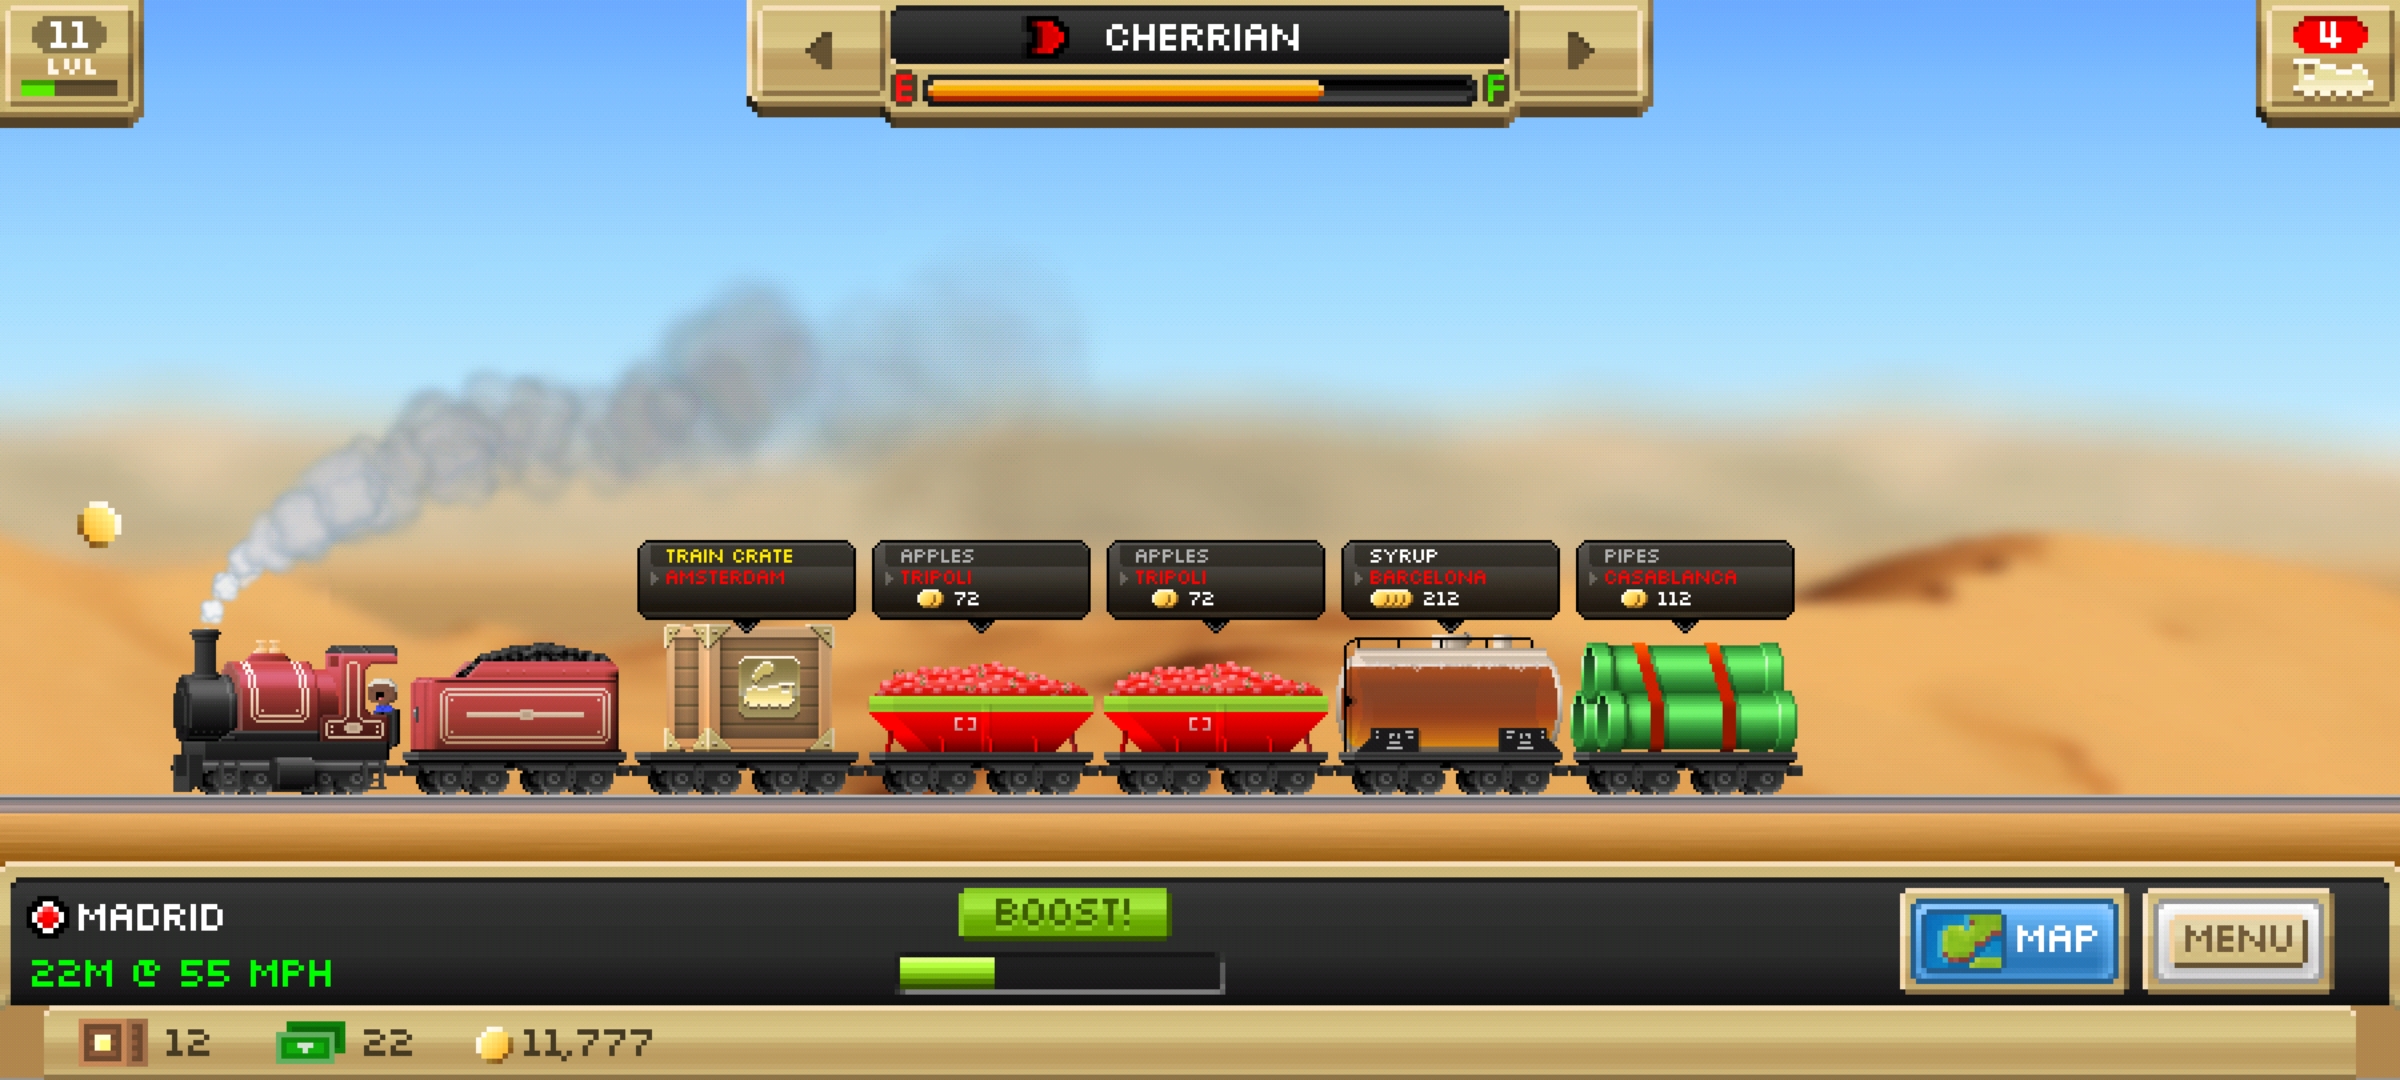 11
LVL
CHERRIAN
E
F
4
TRAIN CRATE
AMSTERDAM
APPLES
TRIPOLI
72
APPLES
TRIPOLI
72
SYRUP
BARCELONA
212
PIPES
CASABLANCA
112
MADRID
22M @ 55 MPH
BOOST!
MAP
MENU
12
22
11,777